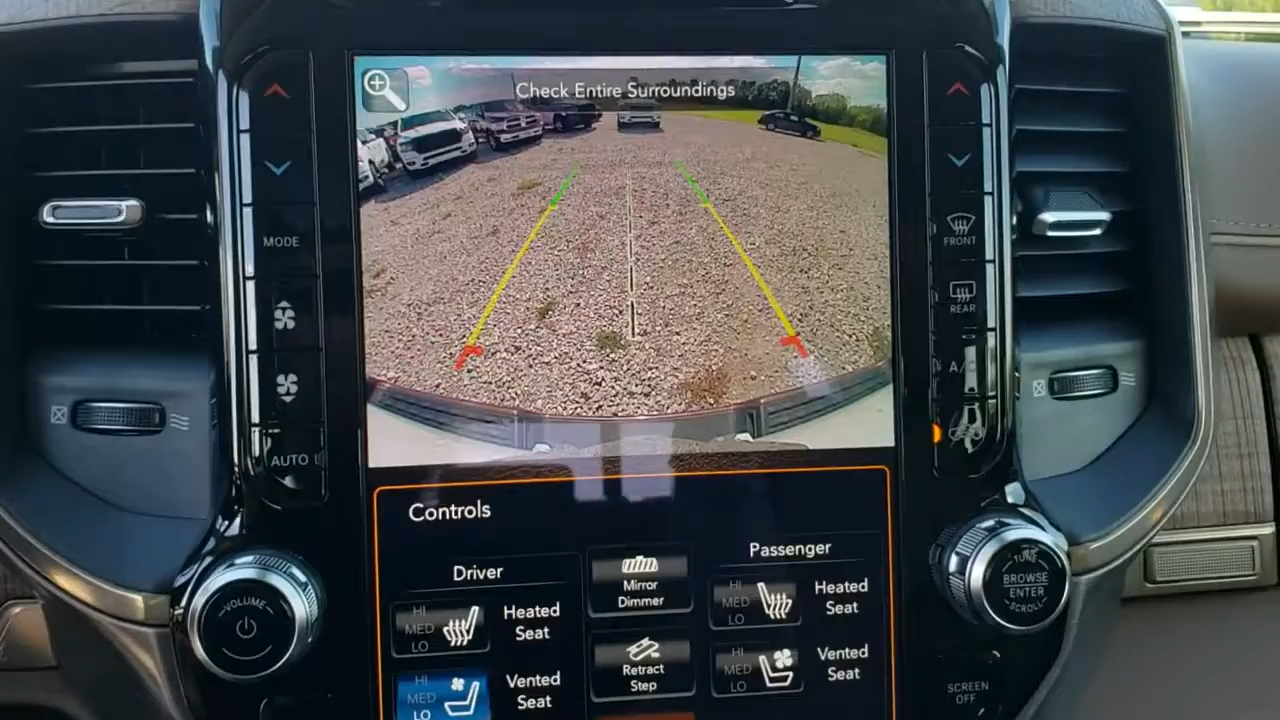 Check Entire Surroundings
MODE
AUTO
FRONT
REAR
A/
Controls
Driver
HI
MED
LO
Heated
Seat
HI
MED
LO
Vented
Seat
Mirror
Dimmer
Retract
Step
Passenger
HI
MED
LO
Heated
Seat
HI
MED
LO
Vented
Seat
VOLUME
TUNE
BROWSE
ENTER
SCROLL
SCREEN
OFF